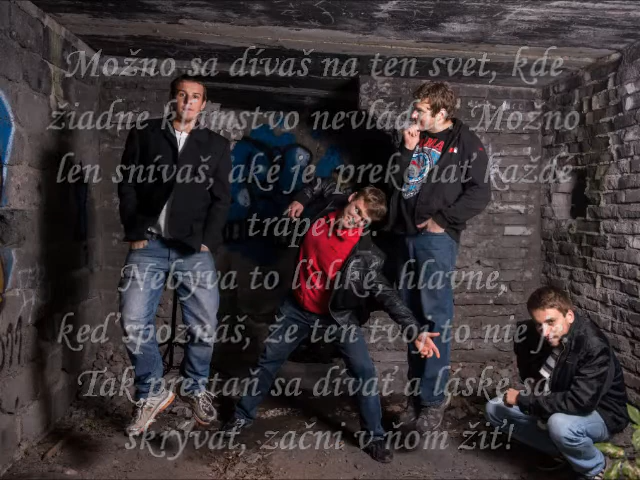 Možno sa dívaš na ten svet, kde
žiadne klamstvo nevládne. Možno
len snívaš, aké je prekonať každé
trápenie.
Nebýva to ľahké, hlavne,
keď spoznáš, že ten tvoj to nie je.
Tak prestaň sa dívať a láske sa
skrývať, začni v ňom žiť!